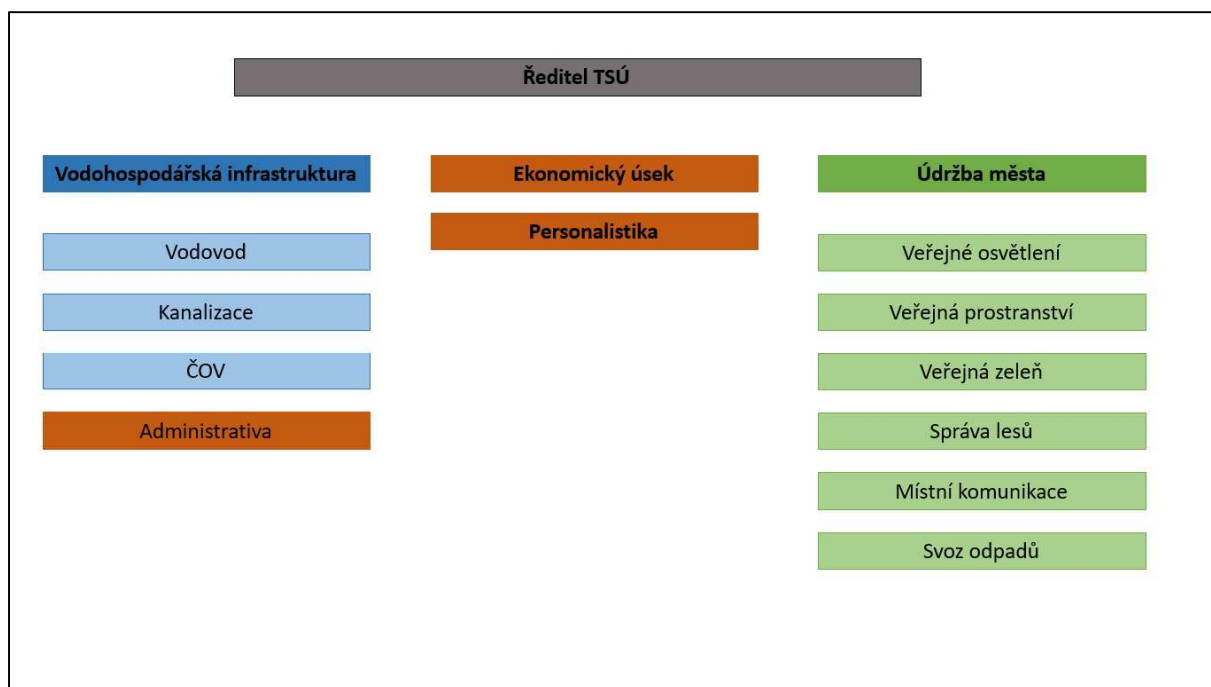 Ředitel TSÚ
Vodohospodářská infrastruktura
Vodovod
Kanalizace
ČOV
Administrativa
Ekonomický úsek
Personalistika
Údržba města
Veřejné osvětlení
Veřejná prostranství
Veřejná zeleň
Správa lesů
Místní komunikace
Svoz odpadů